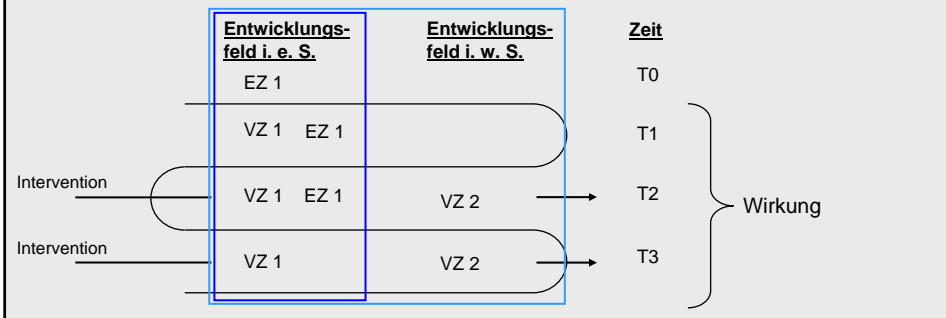 Entwicklungs-
feld i. e. S.
Entwicklungs-
feld i. w. S.
Zeit
EZ 1
T0
VZ 1 EZ 1
T1
Intervention
VZ 1 EZ 1
VZ 2
T2
Wirkung
Intervention
VZ 1
VZ 2
T3